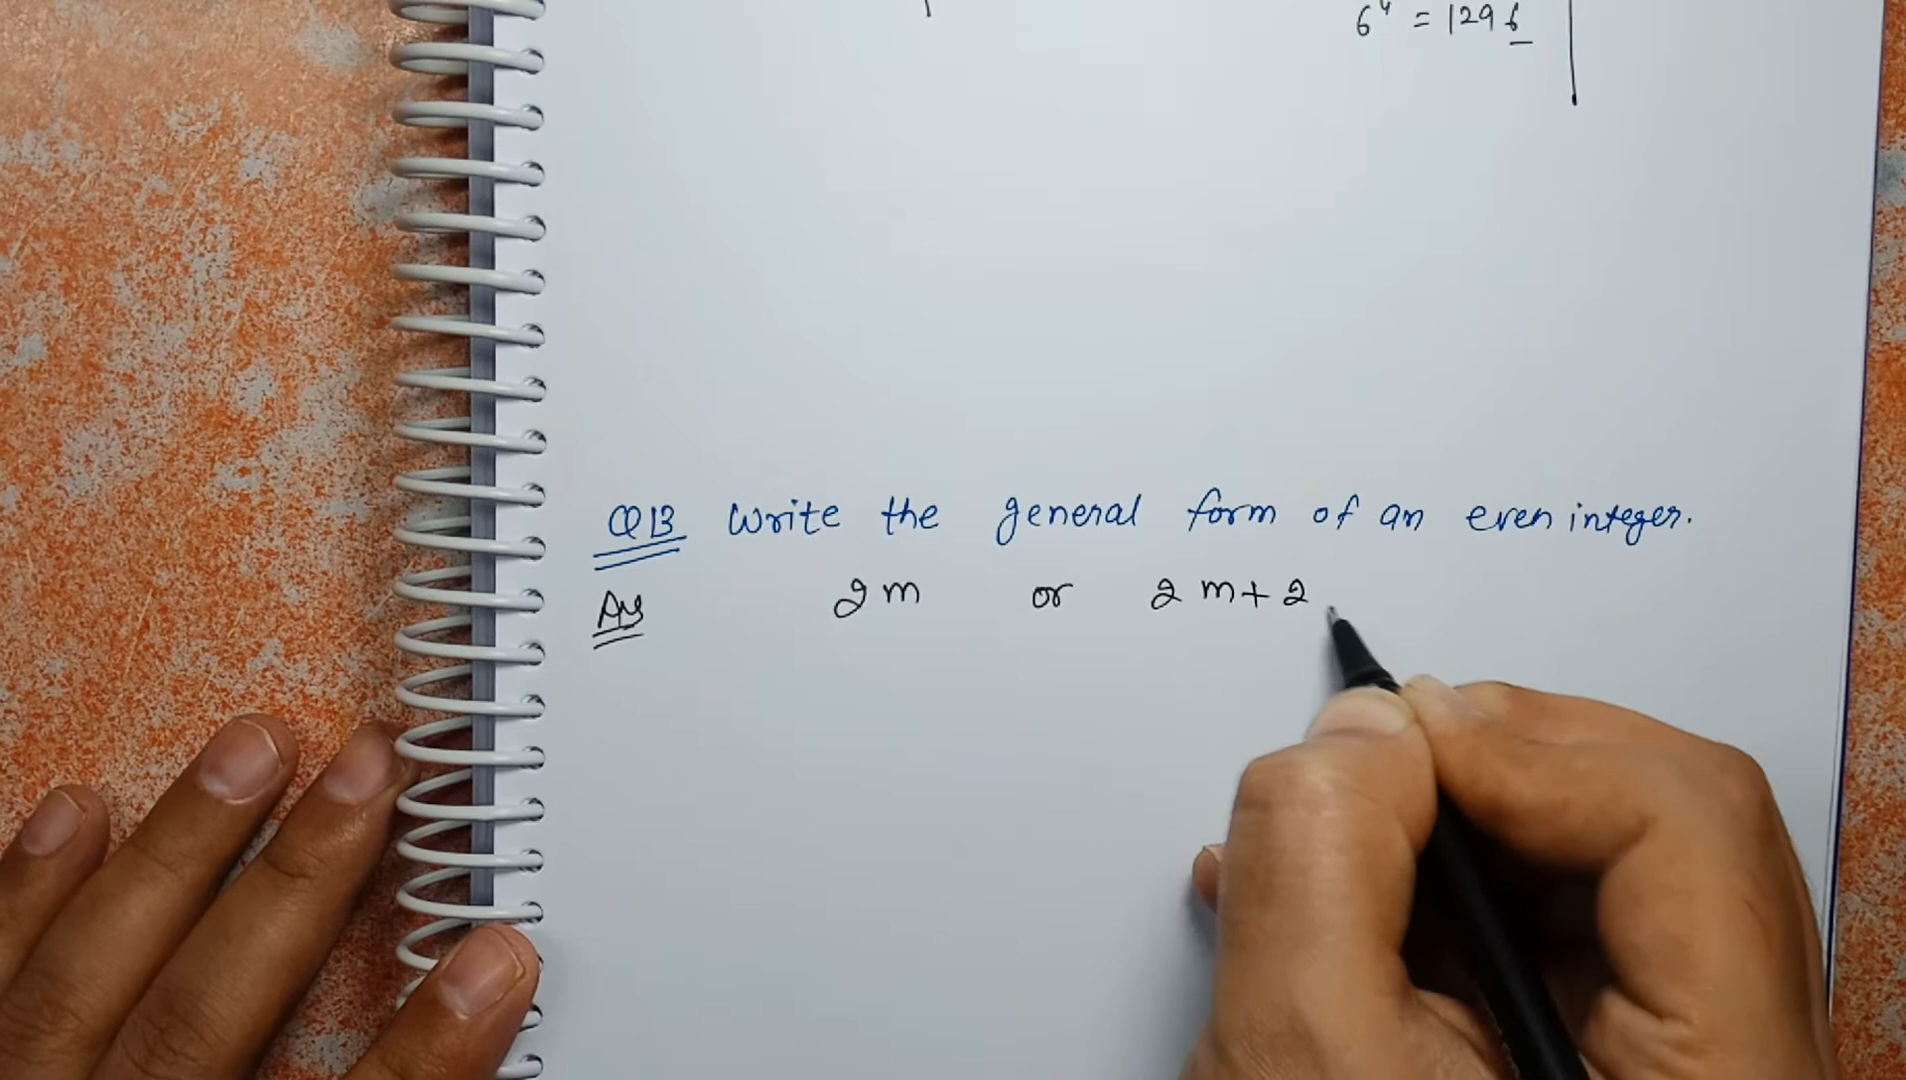 6⁴ = 1296
Q13 Write the general form of an even integer.
Ans 2m or 2m+2